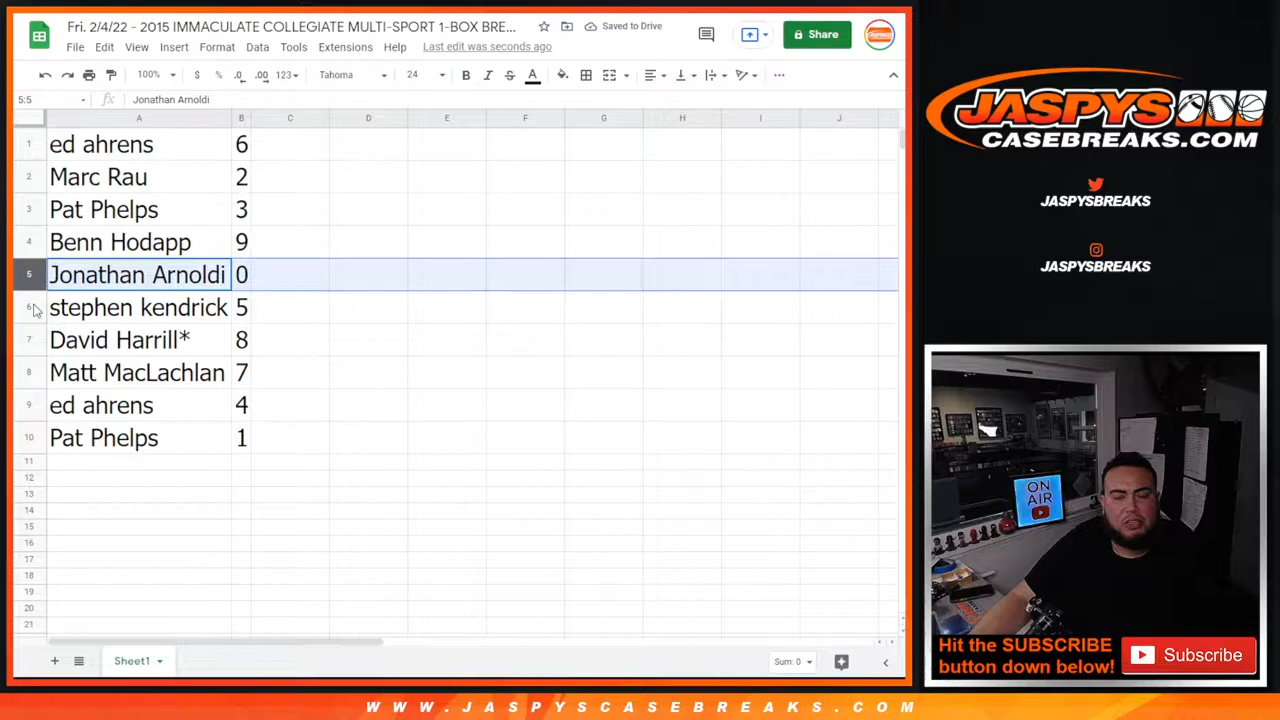 Fri. 2/4/22 - 2015 IMMACULATE COLLEGIATE MULTI-SPORT 1-BOX BRE...
Saved to Drive
Share
File Edit View Insert Format Data Tools Extensions Help Last edit was seconds ago
100% $ % .0 .00 123 Tahoma 24 B I S A
5:5 fx Jonathan Arnoldi
A B C D E F G H I J
1 ed ahrens 6
2 Marc Rau 2
3 Pat Phelps 3
4 Benn Hodapp 9
5 Jonathan Arnoldi 0
6 stephen kendrick 5
7 David Harrill* 8
8 Matt MacLachlan 7
9 ed ahrens 4
10 Pat Phelps 1
11
12
13
14
15
16
17
18
19
20
21
Sheet1
Sum: 0
JASPYS
CASEBREAKS.COM
JASPYSBREAKS
JASPYSBREAKS
ON
AIR
Hit the SUBSCRIBE
button down below!
Subscribe
WWW.JASPYSCASEBREAKS.COM